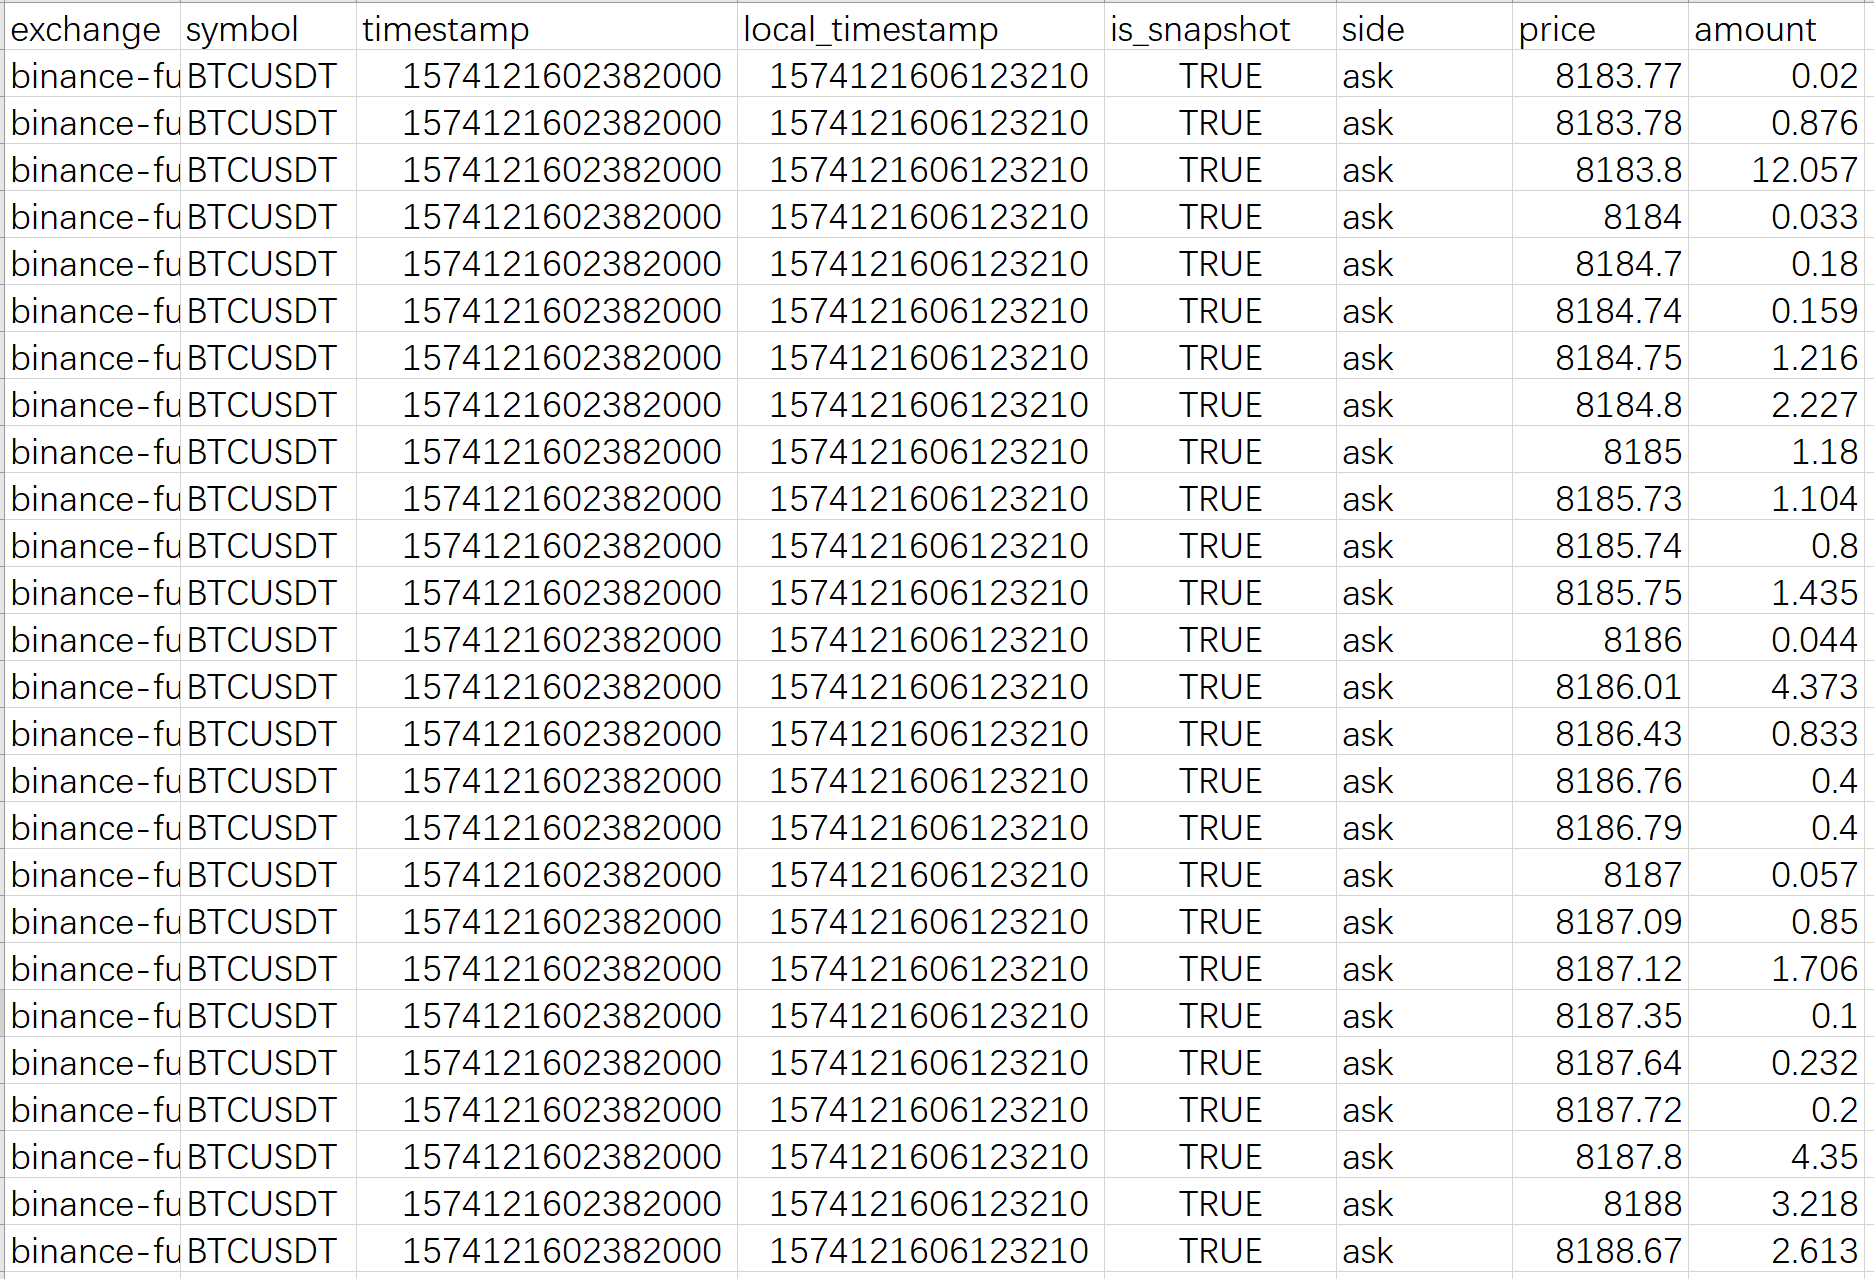 exchange symbol timestamp local_timestamp is_snapshot side price amount
binance-fu BTCUSDT 1574121602382000 1574121606123210 TRUE ask 8183.77 0.02
binance-fu BTCUSDT 1574121602382000 1574121606123210 TRUE ask 8183.78 0.876
binance-fu BTCUSDT 1574121602382000 1574121606123210 TRUE ask 8183.8 12.057
binance-fu BTCUSDT 1574121602382000 1574121606123210 TRUE ask 8184 0.033
binance-fu BTCUSDT 1574121602382000 1574121606123210 TRUE ask 8184.7 0.18
binance-fu BTCUSDT 1574121602382000 1574121606123210 TRUE ask 8184.74 0.159
binance-fu BTCUSDT 1574121602382000 1574121606123210 TRUE ask 8184.75 1.216
binance-fu BTCUSDT 1574121602382000 1574121606123210 TRUE ask 8184.8 2.227
binance-fu BTCUSDT 1574121602382000 1574121606123210 TRUE ask 8185 1.18
binance-fu BTCUSDT 1574121602382000 1574121606123210 TRUE ask 8185.73 1.104
binance-fu BTCUSDT 1574121602382000 1574121606123210 TRUE ask 8185.74 0.8
binance-fu BTCUSDT 1574121602382000 1574121606123210 TRUE ask 8185.75 1.435
binance-fu BTCUSDT 1574121602382000 1574121606123210 TRUE ask 8186 0.044
binance-fu BTCUSDT 1574121602382000 1574121606123210 TRUE ask 8186.01 4.373
binance-fu BTCUSDT 1574121602382000 1574121606123210 TRUE ask 8186.43 0.833
binance-fu BTCUSDT 1574121602382000 1574121606123210 TRUE ask 8186.76 0.4
binance-fu BTCUSDT 1574121602382000 1574121606123210 TRUE ask 8186.79 0.4
binance-fu BTCUSDT 1574121602382000 1574121606123210 TRUE ask 8187 0.057
binance-fu BTCUSDT 1574121602382000 1574121606123210 TRUE ask 8187.09 0.85
binance-fu BTCUSDT 1574121602382000 1574121606123210 TRUE ask 8187.12 1.706
binance-fu BTCUSDT 1574121602382000 1574121606123210 TRUE ask 8187.35 0.1
binance-fu BTCUSDT 1574121602382000 1574121606123210 TRUE ask 8187.64 0.232
binance-fu BTCUSDT 1574121602382000 1574121606123210 TRUE ask 8187.72 0.2
binance-fu BTCUSDT 1574121602382000 1574121606123210 TRUE ask 8187.8 4.35
binance-fu BTCUSDT 1574121602382000 1574121606123210 TRUE ask 8188 3.218
binance-fu BTCUSDT 1574121602382000 1574121606123210 TRUE ask 8188.67 2.613